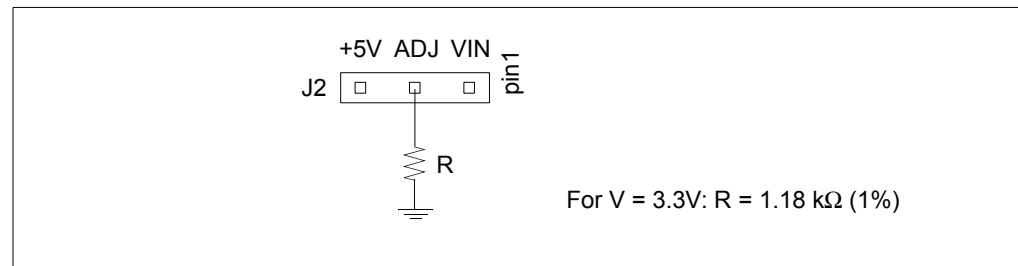 +5V ADJ VIN
pin1
J2
R
For V = 3.3V: R = 1.18 kΩ (1%)